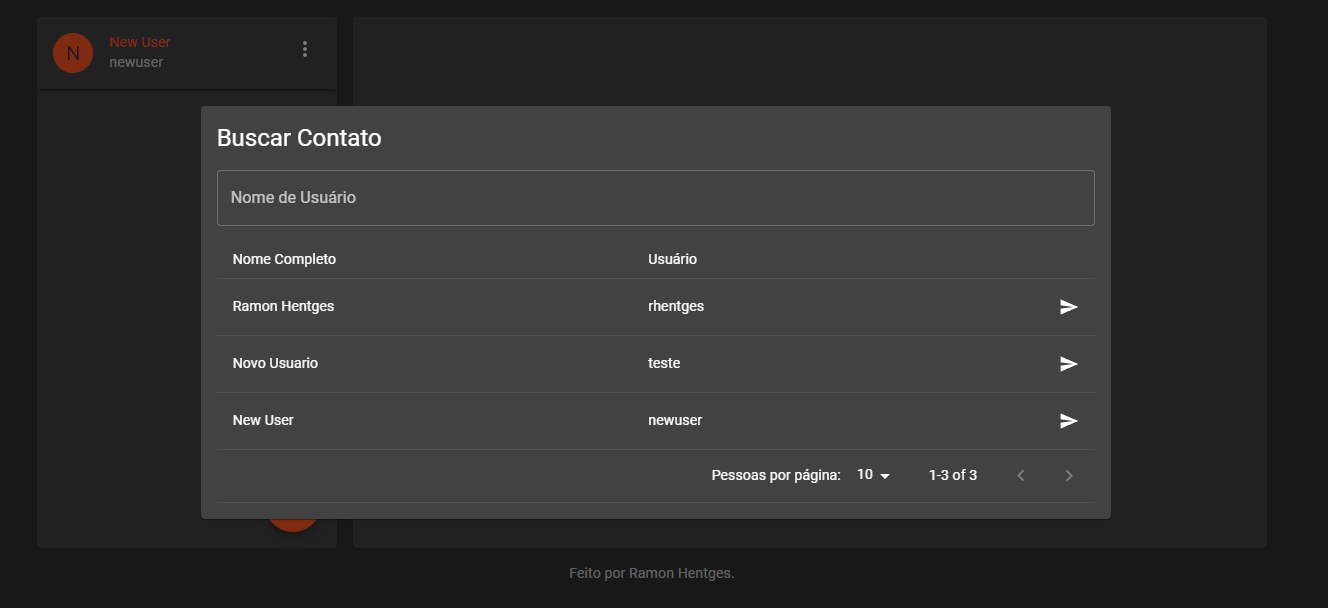 N
New User
newuser
Buscar Contato
Nome de Usuário
Nome Completo Usuário
Ramon Hentges rhentges
Novo Usuario teste
New User newuser
Pessoas por página: 10 1-3 of 3
Feito por Ramon Hentges.